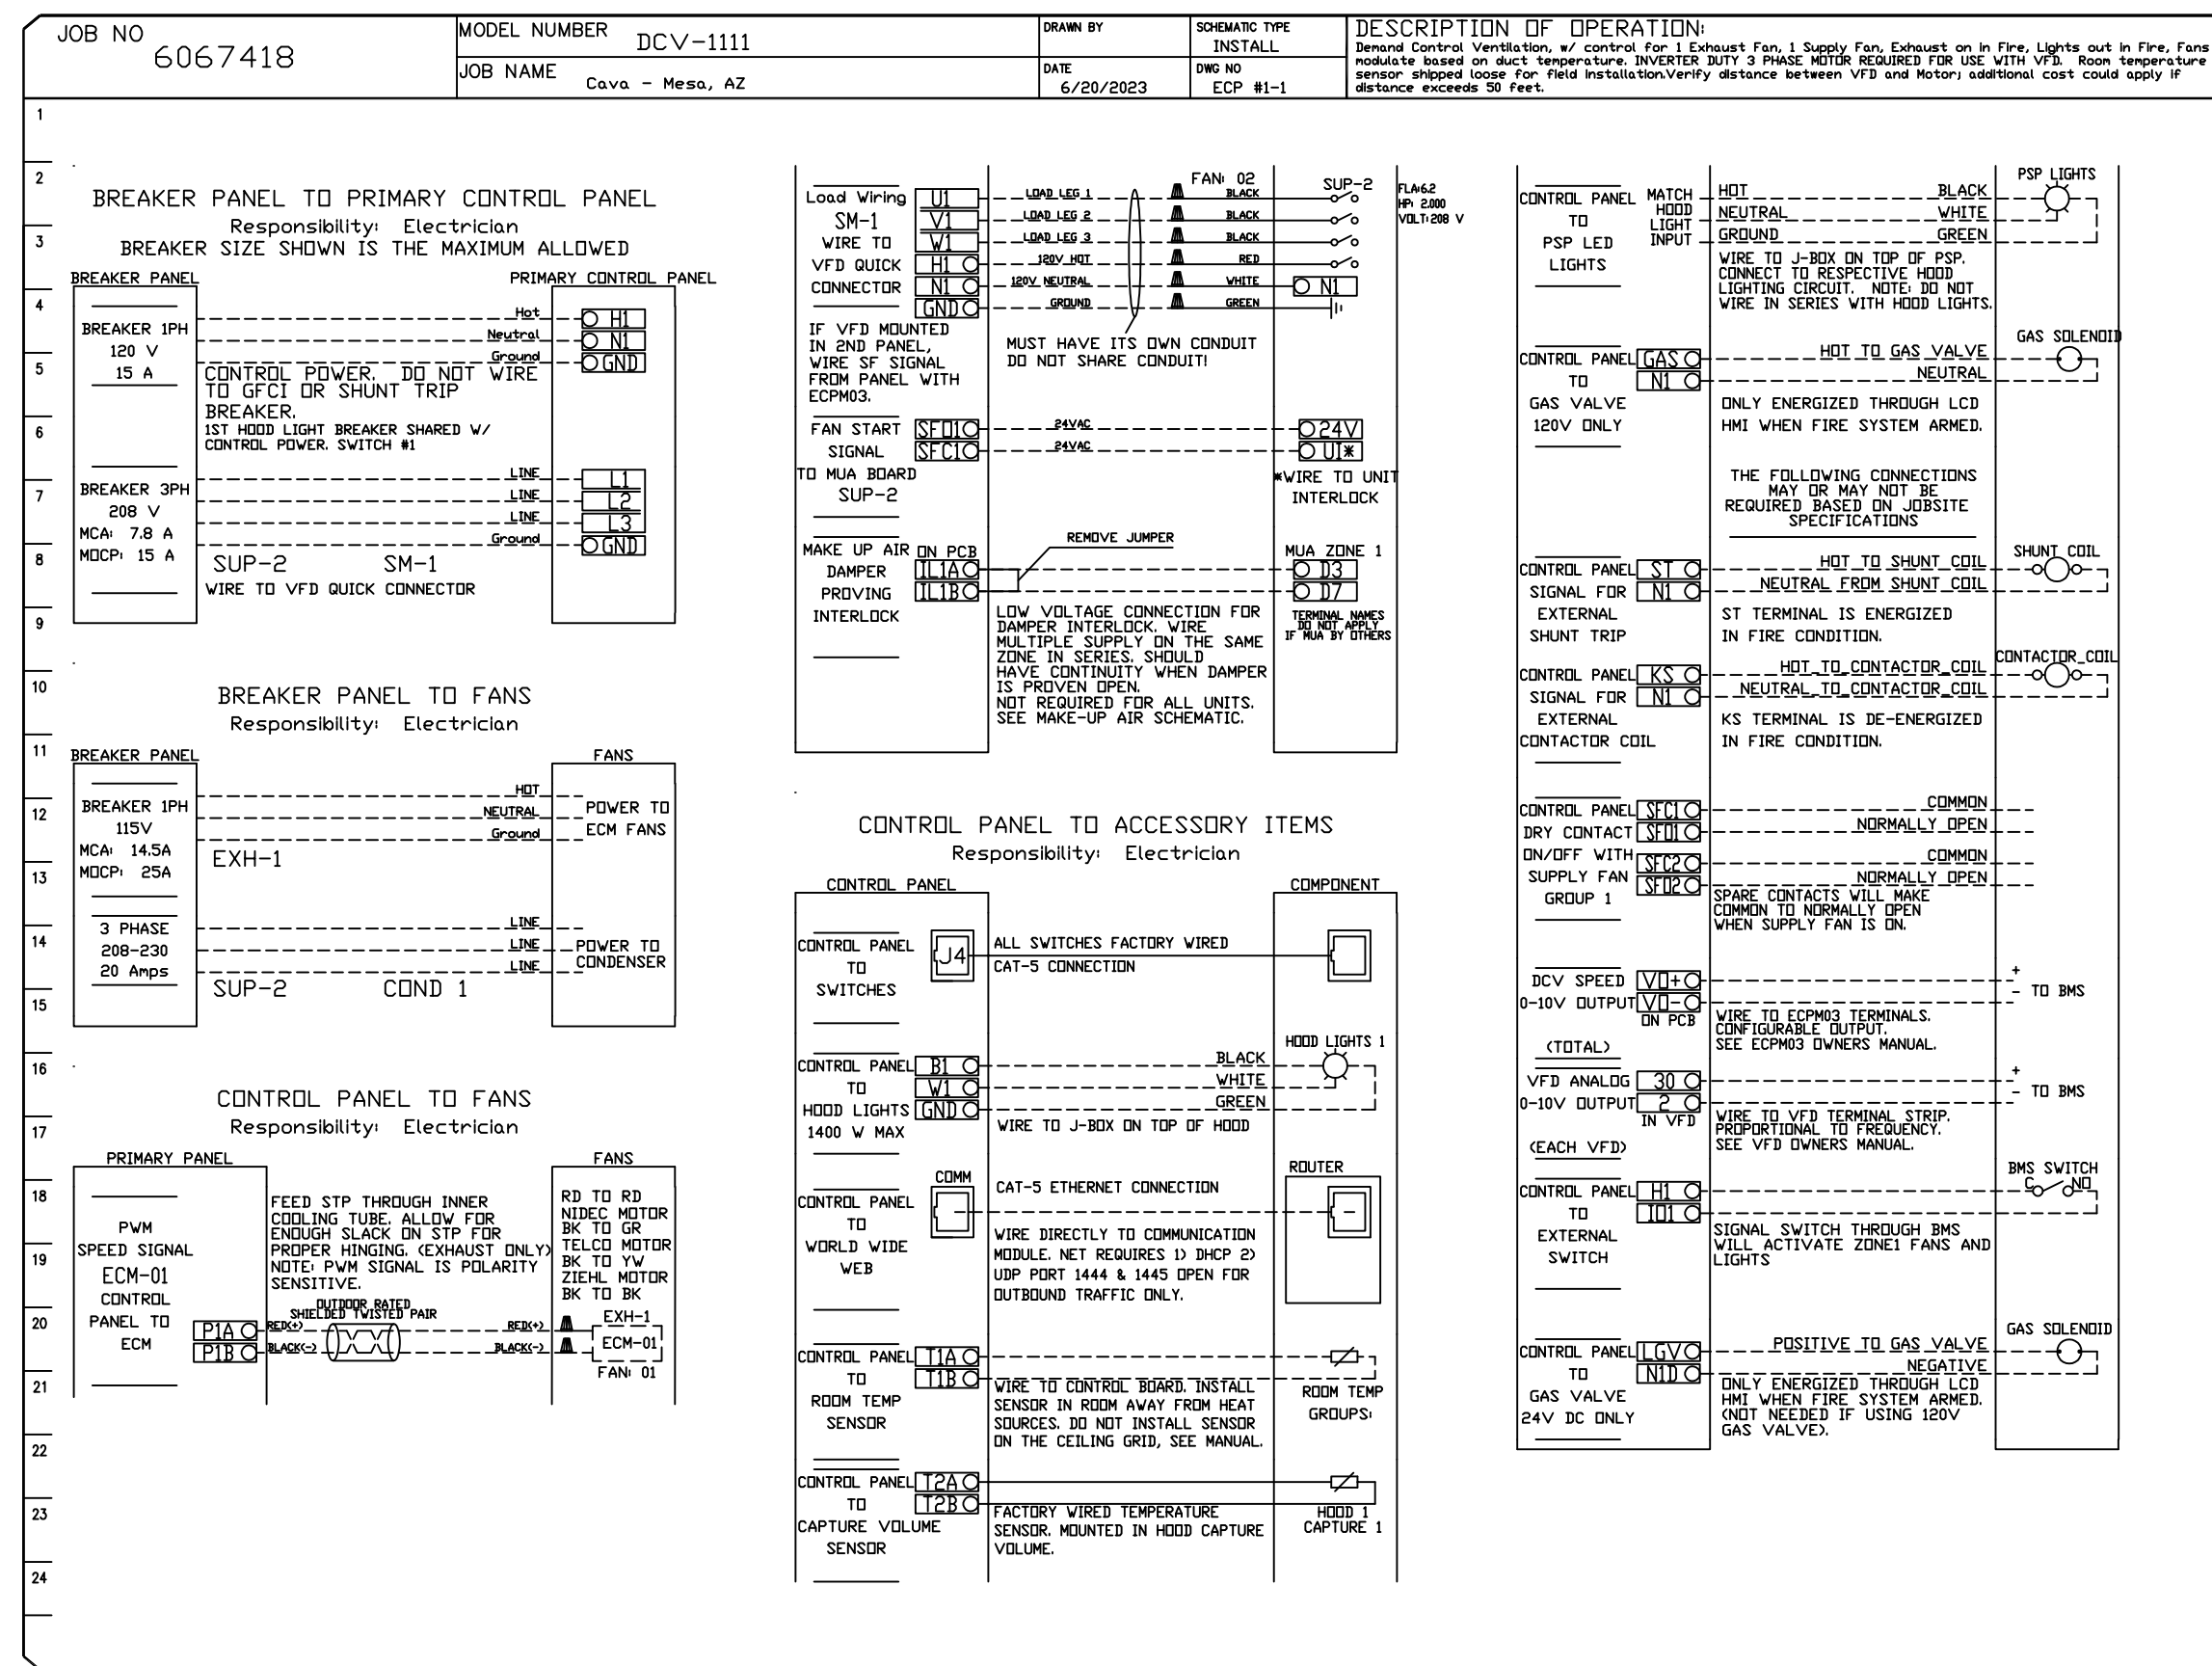 JOB NO
6067418
MODEL NUMBER DCV-1111
JOB NAME Cava - Mesa, AZ
DRAWN BY
DATE
6/20/2023
SCHEMATIC TYPE
INSTALL
DWG NO
ECP #1-1
DESCRIPTION OF OPERATION:
Demand Control Ventilation, w/ control for 1 Exhaust Fan, 1 Supply Fan, Exhaust on in Fire, Lights out in Fire, Fans
modulate based on duct temperature. INVERTER DUTY 3 PHASE MOTOR REQUIRED FOR USE WITH VFD. Room temperature
sensor shipped loose for field installation.Verify distance between VFD and Motor; additional cost could apply if
distance exceeds 50 feet.
1
2
3
4
5
6
7
8
9
10
11
12
13
14
15
16
17
18
19
20
21
22
23
24
BREAKER PANEL TO PRIMARY CONTROL PANEL
Responsibility: Electrician
BREAKER SIZE SHOWN IS THE MAXIMUM ALLOWED
BREAKER PANEL
PRIMARY CONTROL PANEL
BREAKER 1PH
120 V
15 A
Hot H1
Neutral N1
Ground GND
CONTROL POWER. DO NOT WIRE
TO GFCI OR SHUNT TRIP
BREAKER.
1ST HOOD LIGHT BREAKER SHARED W/
CONTROL POWER. SWITCH #1
BREAKER 3PH
208 V
MCA: 7.8 A
MOCP: 15 A
LINE L1
LINE L2
LINE L3
Ground GND
SUP-2 SM-1
WIRE TO VFD QUICK CONNECTOR
BREAKER PANEL TO FANS
Responsibility: Electrician
BREAKER PANEL
FANS
BREAKER 1PH
115V
MCA: 14.5A
MOCP: 25A
HOT
NEUTRAL
Ground
POWER TO
ECM FANS
EXH-1
3 PHASE
208-230
20 Amps
LINE
LINE
LINE
POWER TO
CONDENSER
SUP-2 COND 1
CONTROL PANEL TO FANS
Responsibility: Electrician
PRIMARY PANEL
FANS
PWM
SPEED SIGNAL
ECM-01
CONTROL
PANEL TO
ECM
FEED STP THROUGH INNER
COOLING TUBE. ALLOW FOR
ENOUGH SLACK ON STP FOR
PROPER HINGING. (EXHAUST ONLY)
NOTE: PWM SIGNAL IS POLARITY
SENSITIVE.
OUTDOOR RATED
SHIELDED TWISTED PAIR
RD TO RD
NIDEC MOTOR
BK TO GR
TELCO MOTOR
BK TO YW
ZIEHL MOTOR
BK TO BK
P1A RED(+) RED(+)
P1B BLACK(-) BLACK(-)
EXH-1
ECM-01
FAN: 01
Load Wiring
SM-1
WIRE TO
VFD QUICK
CONNECTOR
FAN: 02
SUP-2
FLA:6.2
HP: 2.000
VOLT:208 V
U1 LOAD LEG 1 BLACK
V1 LOAD LEG 2 BLACK
W1 LOAD LEG 3 BLACK
H1 120V HOT RED
N1 120V NEUTRAL WHITE N1
GND GROUND GREEN
IF VFD MOUNTED
IN 2ND PANEL,
WIRE SF SIGNAL
FROM PANEL WITH
ECPM03.
MUST HAVE ITS OWN CONDUIT
DO NOT SHARE CONDUIT!
FAN START
SIGNAL
TO MUA BOARD
SUP-2
SFO1 24VAC 24V
SFC1 24VAC UI*
*WIRE TO UNIT
INTERLOCK
MAKE UP AIR
DAMPER
PROVING
INTERLOCK
ON PCB
REMOVE JUMPER
MUA ZONE 1
IL1A D3
IL1B D7
TERMINAL NAMES
DO NOT APPLY
IF MUA BY OTHERS
LOW VOLTAGE CONNECTION FOR
DAMPER INTERLOCK. WIRE
MULTIPLE SUPPLY ON THE SAME
ZONE IN SERIES. SHOULD
HAVE CONTINUITY WHEN DAMPER
IS PROVEN OPEN.
NOT REQUIRED FOR ALL UNITS.
SEE MAKE-UP AIR SCHEMATIC.
CONTROL PANEL TO ACCESSORY ITEMS
Responsibility: Electrician
CONTROL PANEL
COMPONENT
CONTROL PANEL
TO
SWITCHES
J4
ALL SWITCHES FACTORY WIRED
CAT-5 CONNECTION
CONTROL PANEL
TO
HOOD LIGHTS
1400 W MAX
HOOD LIGHTS 1
B1 BLACK
W1 WHITE
GND GREEN
WIRE TO J-BOX ON TOP OF HOOD
CONTROL PANEL
TO
WORLD WIDE
WEB
COMM
ROUTER
CAT-5 ETHERNET CONNECTION
WIRE DIRECTLY TO COMMUNICATION
MODULE. NET REQUIRES 1) DHCP 2)
UDP PORT 1444 & 1445 OPEN FOR
OUTBOUND TRAFFIC ONLY.
CONTROL PANEL
TO
ROOM TEMP
SENSOR
T1A
T1B
WIRE TO CONTROL BOARD. INSTALL
SENSOR IN ROOM AWAY FROM HEAT
SOURCES. DO NOT INSTALL SENSOR
ON THE CEILING GRID, SEE MANUAL.
ROOM TEMP
GROUPS:
CONTROL PANEL
TO
CAPTURE VOLUME
SENSOR
T2A
T2B
FACTORY WIRED TEMPERATURE
SENSOR. MOUNTED IN HOOD CAPTURE
VOLUME.
HOOD 1
CAPTURE 1
CONTROL PANEL
TO
PSP LED
LIGHTS
MATCH
HOOD
LIGHT
INPUT
PSP LIGHTS
HOT BLACK
NEUTRAL WHITE
GROUND GREEN
WIRE TO J-BOX ON TOP OF PSP.
CONNECT TO RESPECTIVE HOOD
LIGHTING CIRCUIT. NOTE: DO NOT
WIRE IN SERIES WITH HOOD LIGHTS.
CONTROL PANEL
TO
GAS VALVE
120V ONLY
GAS SOLENOID
GAS HOT TO GAS VALVE
N1 NEUTRAL
ONLY ENERGIZED THROUGH LCD
HMI WHEN FIRE SYSTEM ARMED.
THE FOLLOWING CONNECTIONS
MAY OR MAY NOT BE
REQUIRED BASED ON JOBSITE
SPECIFICATIONS
CONTROL PANEL
SIGNAL FOR
EXTERNAL
SHUNT TRIP
SHUNT COIL
ST HOT TO SHUNT COIL
N1 NEUTRAL FROM SHUNT COIL
ST TERMINAL IS ENERGIZED
IN FIRE CONDITION.
CONTROL PANEL
SIGNAL FOR
EXTERNAL
CONTACTOR COIL
CONTACTOR_COIL
KS HOT_TO_CONTACTOR_COIL
N1 NEUTRAL_TO_CONTACTOR_COIL
KS TERMINAL IS DE-ENERGIZED
IN FIRE CONDITION.
CONTROL PANEL
DRY CONTACT
ON/OFF WITH
SUPPLY FAN
GROUP 1
SFC1 COMMON
SFO1 NORMALLY OPEN
SFC2 COMMON
SFO2 NORMALLY OPEN
SPARE CONTACTS WILL MAKE
COMMON TO NORMALLY OPEN
WHEN SUPPLY FAN IS ON.
DCV SPEED
0-10V OUTPUT
(TOTAL)
VO+
VO-
ON PCB
+
- TO BMS
WIRE TO ECPM03 TERMINALS.
CONFIGURABLE OUTPUT.
SEE ECPM03 OWNERS MANUAL.
VFD ANALOG
0-10V OUTPUT
(EACH VFD)
30
2
IN VFD
+
- TO BMS
WIRE TO VFD TERMINAL STRIP.
PROPORTIONAL TO FREQUENCY.
SEE VFD OWNERS MANUAL.
CONTROL PANEL
TO
EXTERNAL
SWITCH
H1
IO1
BMS SWITCH
C NO
SIGNAL SWITCH THROUGH BMS
WILL ACTIVATE ZONE1 FANS AND
LIGHTS
CONTROL PANEL
TO
GAS VALVE
24V DC ONLY
GAS SOLENOID
LGV POSITIVE TO GAS VALVE
N1D NEGATIVE
ONLY ENERGIZED THROUGH LCD
HMI WHEN FIRE SYSTEM ARMED.
(NOT NEEDED IF USING 120V
GAS VALVE).